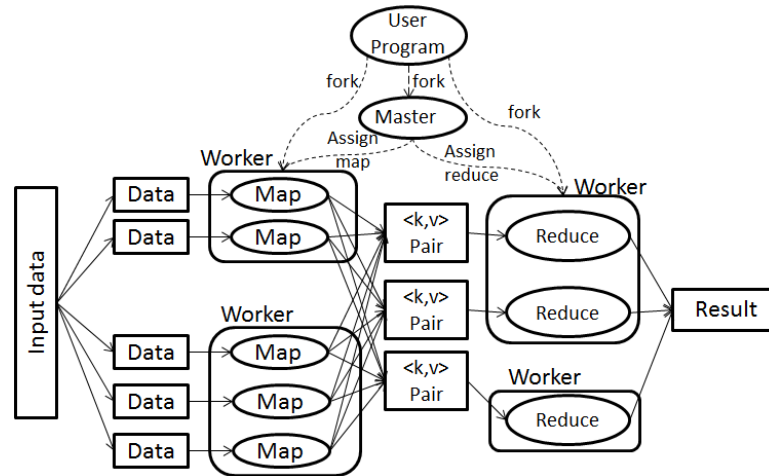 User
Program
fork
fork
fork
Master
Assign
map
Assign
reduce
Worker
Worker
Input data
Data
Map
Data
Map
<k,v>
Pair
Reduce
Worker
<k,v>
Pair
Reduce
Result
Data
Map
<k,v>
Pair
Worker
Data
Map
Reduce
Data
Map